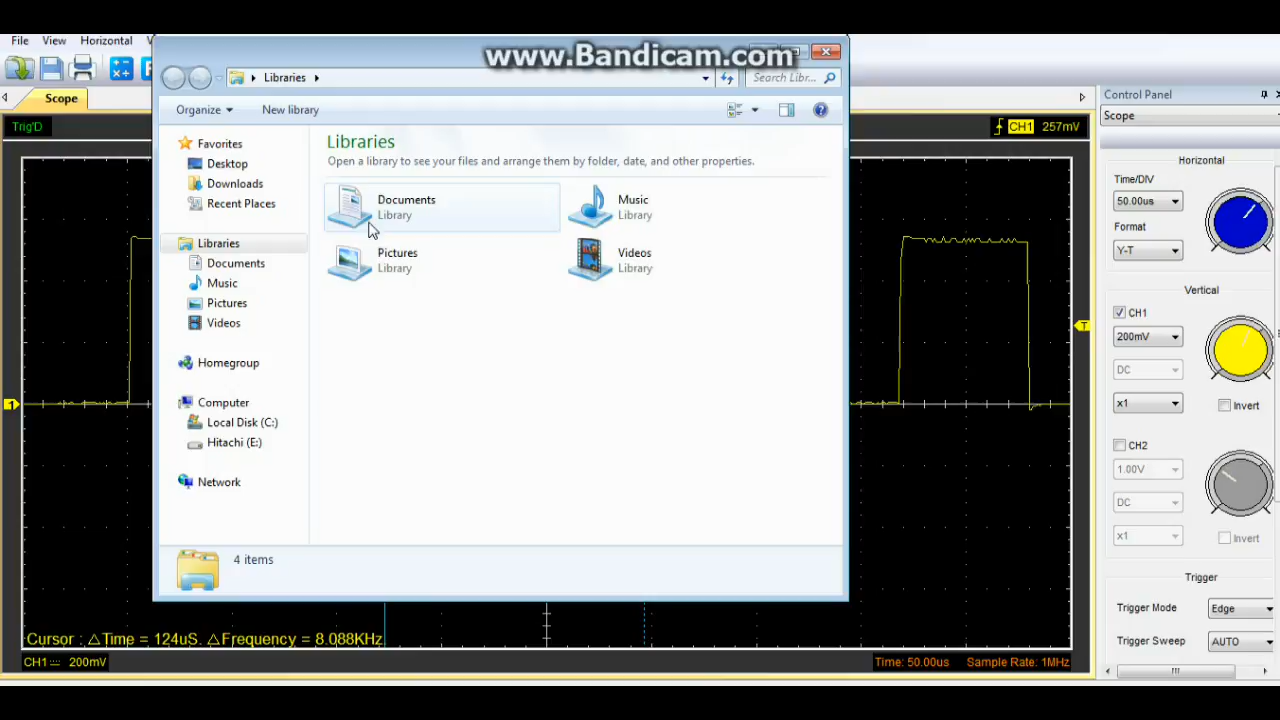 www.Bandicam.com
File View Horizontal
Libraries
Search Libr...
Scope
Organize New library
Control Panel
Scope
Trig'D
CH1 257mV
Favorites
Desktop
Downloads
Recent Places
Libraries
Documents
Music
Pictures
Videos
Homegroup
Computer
Local Disk (C:)
Hitachi (E:)
Network
Libraries
Open a library to see your files and arrange them by folder, date, and other properties.
Documents
Library
Music
Library
Pictures
Library
Videos
Library
4 items
Horizontal
Time/DIV
50.00us
Format
Y-T
Vertical
CH1
200mV
DC
x1
Invert
CH2
1.00V
DC
x1
Invert
Trigger
Trigger Mode Edge
Trigger Sweep AUTO
T
1
Cursor : △Time = 124uS. △Frequency = 8.088KHz
CH1 200mV
Time: 50.00us Sample Rate: 1MHz